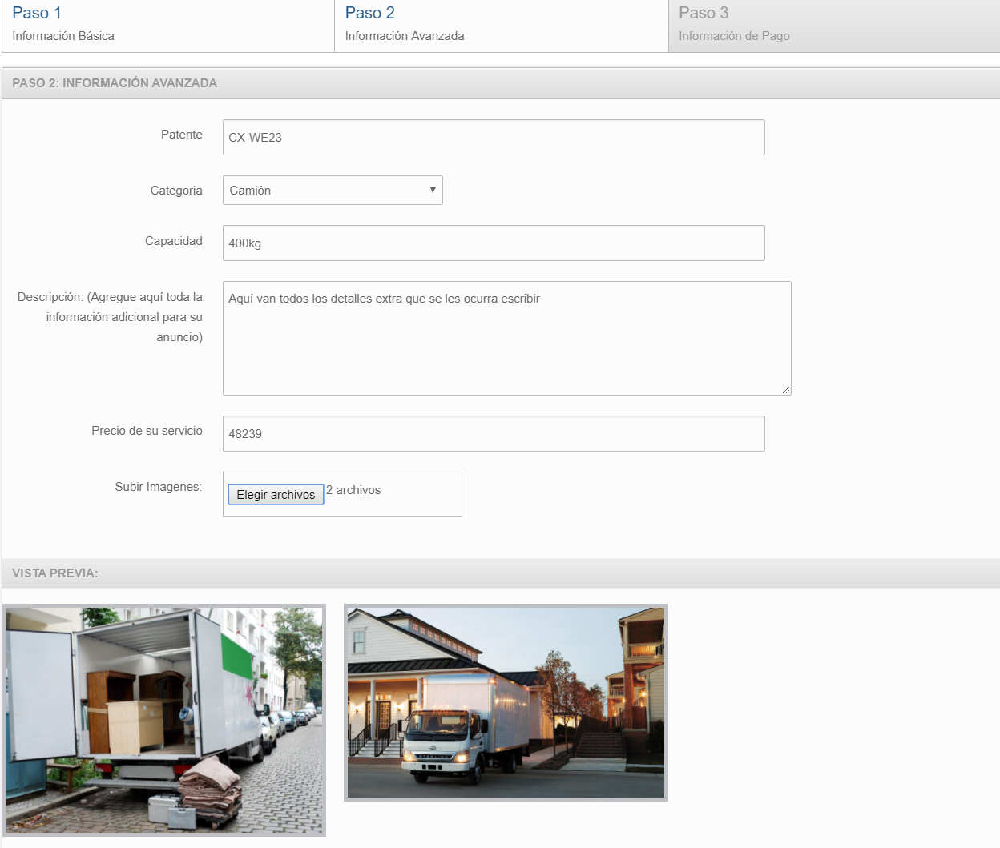 Paso 1
Información Básica
Paso 2
Información Avanzada
Paso 3
Información de Pago
PASO 2: INFORMACIÓN AVANZADA
Patente
CX-WE23
Categoria
Camión
Capacidad
400kg
Descripción: (Agregue aquí toda la
información adicional para su
anuncio)
Aquí van todos los detalles extra que se les ocurra escribir
Precio de su servicio
48239
Subir Imagenes:
Elegir archivos 2 archivos
VISTA PREVIA: